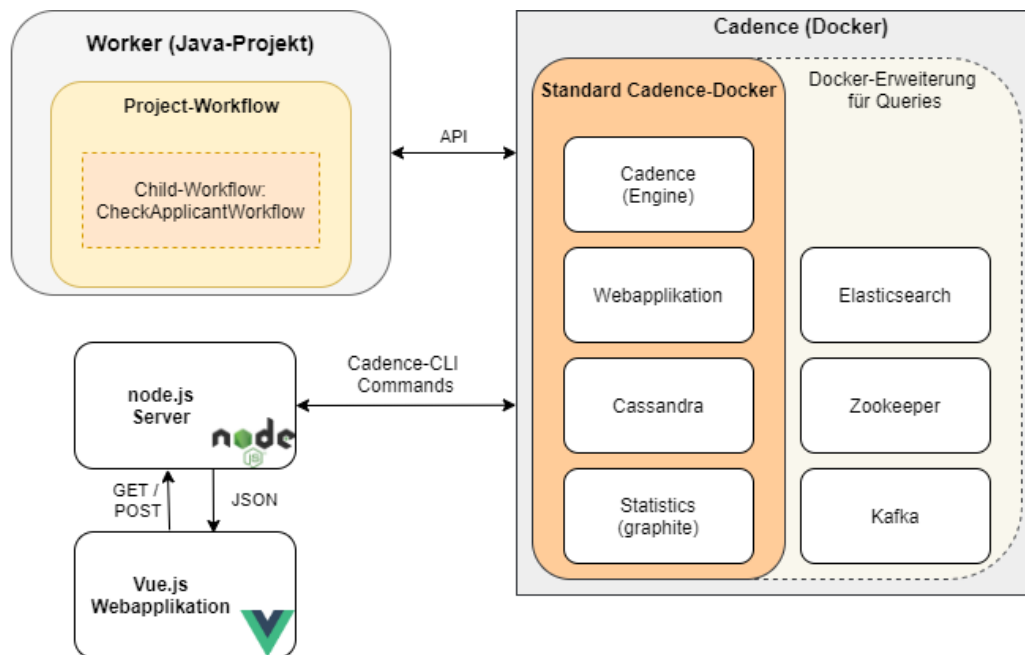 Worker (Java-Projekt)
Project-Workflow
Child-Workflow:
CheckApplicantWorkflow
API
Cadence (Docker)
Standard Cadence-Docker
Docker-Erweiterung
für Queries
Cadence
(Engine)
Webapplikation
Elasticsearch
Cassandra
Zookeeper
Statistics
(graphite)
Kafka
Cadence-CLI
Commands
node.js
Server
node
JS
GET /
POST
JSON
Vue.js
Webapplikation